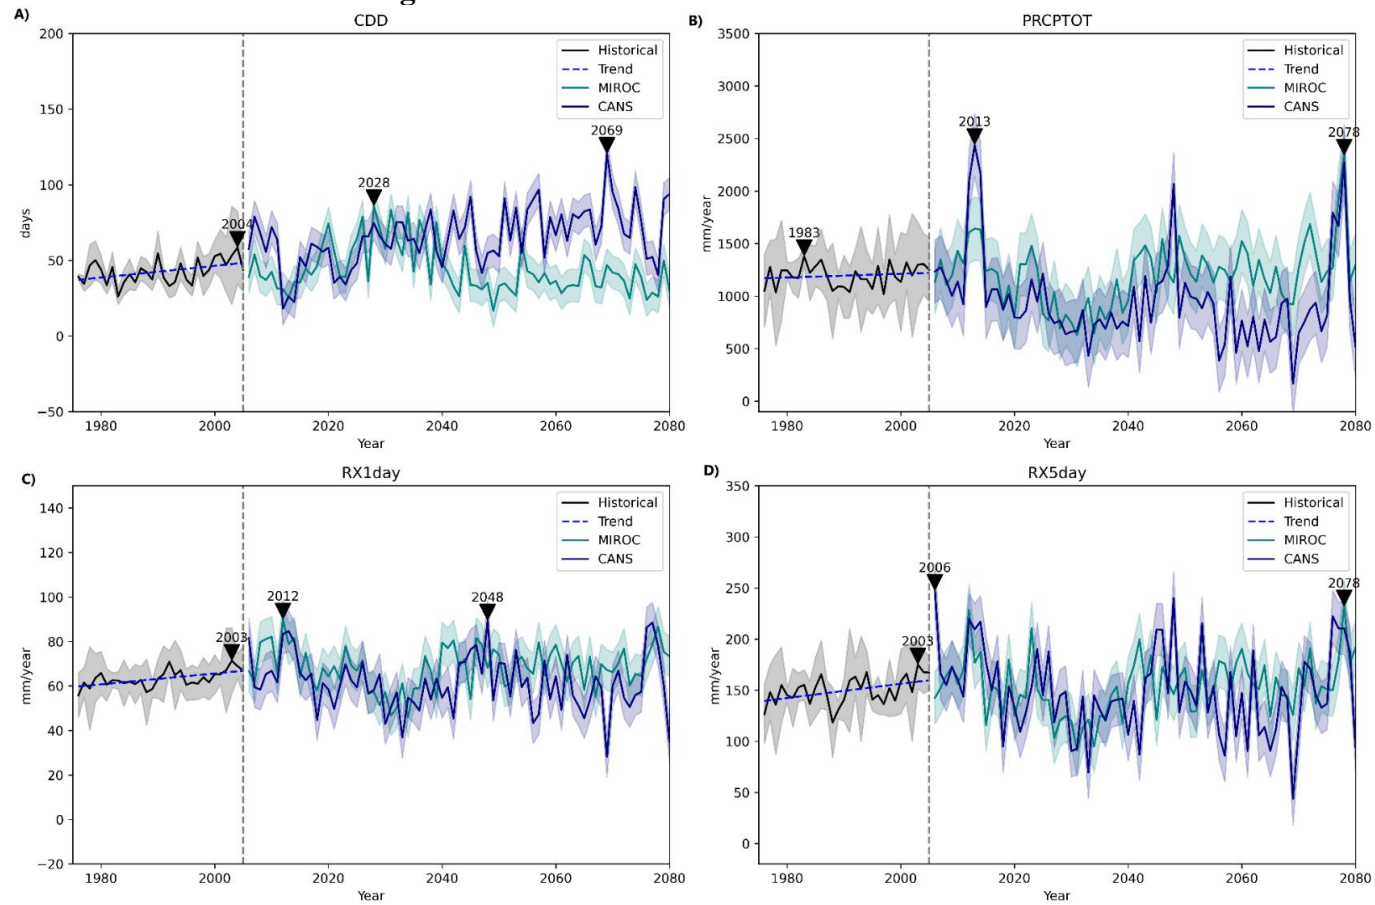 A)
CDD
200
150
100
50
0
−50
days
1980
2000
2020
2040
2060
2080
Year
Historical
Trend
MIROC
CANS
2004
2028
2069
B)
PRCPTOT
3500
3000
2500
2000
1500
1000
500
0
mm/year
1980
2000
2020
2040
2060
2080
Year
Historical
Trend
MIROC
CANS
1983
2013
2078
C)
RX1day
140
120
100
80
60
40
20
0
−20
mm/year
1980
2000
2020
2040
2060
2080
Year
Historical
Trend
MIROC
CANS
2003
2012
2048
D)
RX5day
350
300
250
200
150
100
50
0
mm/year
1980
2000
2020
2040
2060
2080
Year
Historical
Trend
MIROC
CANS
2003
2006
2078